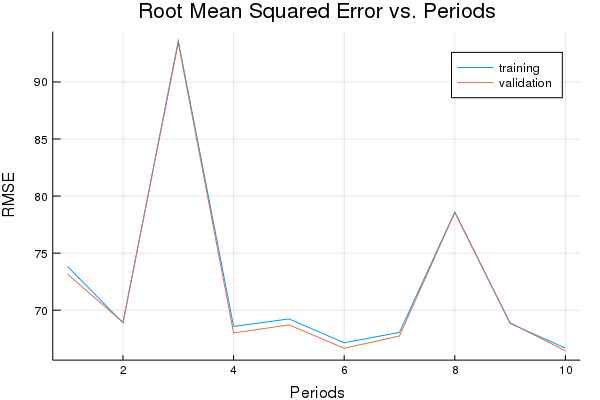 Root Mean Squared Error vs. Periods
training
validation
90
85
80
75
70
RMSE
2
4
6
8
10
Periods